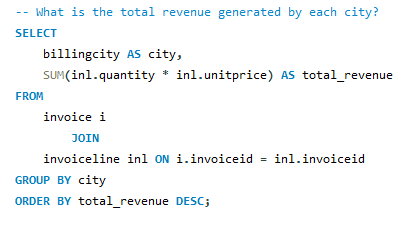 -- What is the total revenue generated by each city?
SELECT
    billingcity AS city,
    SUM(inl.quantity * inl.unitprice) AS total_revenue
FROM
    invoice i
        JOIN
    invoiceline inl ON i.invoiceid = inl.invoiceid
GROUP BY city
ORDER BY total_revenue DESC;